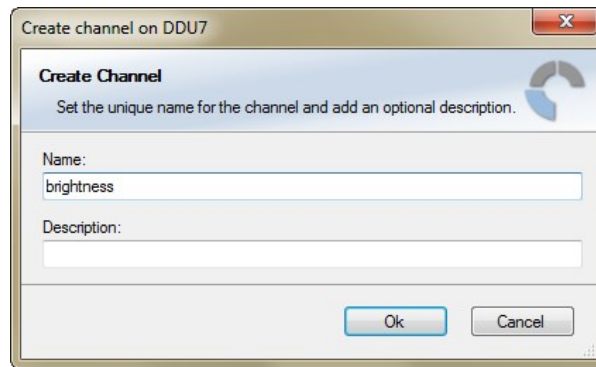 Create channel on DDU7
Create Channel
Set the unique name for the channel and add an optional description.
Name:
brightness
Description:
Ok
Cancel